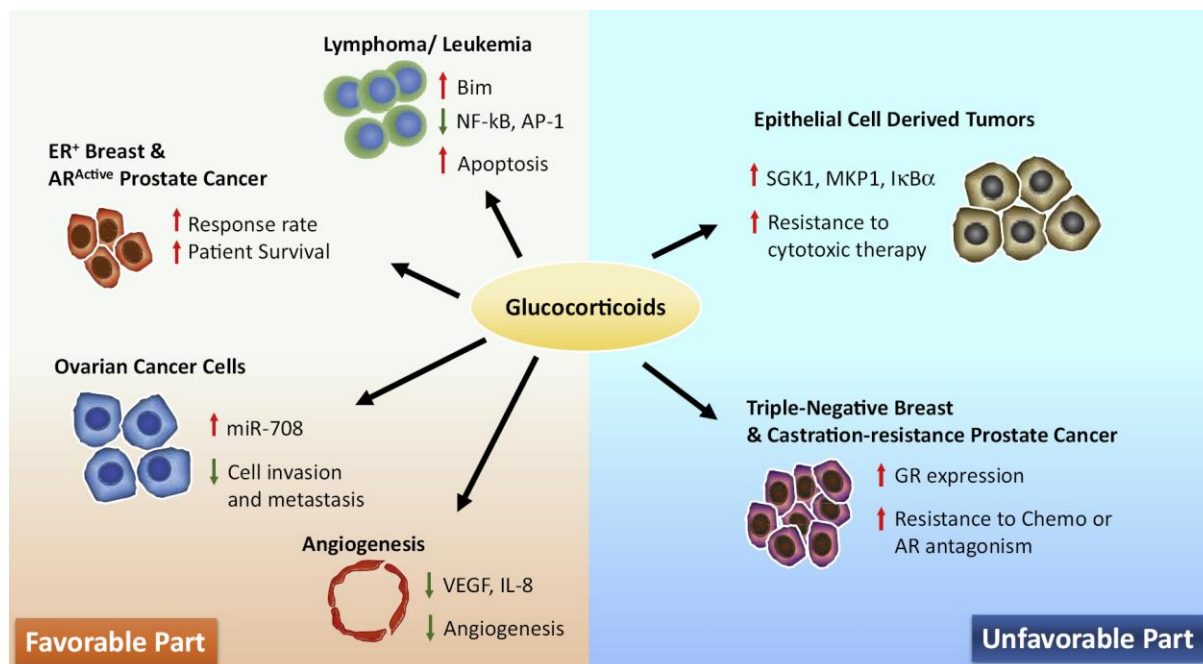 Lymphoma/ Leukemia
Bim
NF-kB, AP-1
Apoptosis
ER⁺ Breast &
AR^Active Prostate Cancer
Response rate
Patient Survival
Epithelial Cell Derived Tumors
SGK1, MKP1, IκBα
Resistance to
cytotoxic therapy
Glucocorticoids
Ovarian Cancer Cells
miR-708
Cell invasion
and metastasis
Triple-Negative Breast
& Castration-resistance Prostate Cancer
GR expression
Resistance to Chemo or
AR antagonism
Angiogenesis
VEGF, IL-8
Angiogenesis
Favorable Part
Unfavorable Part